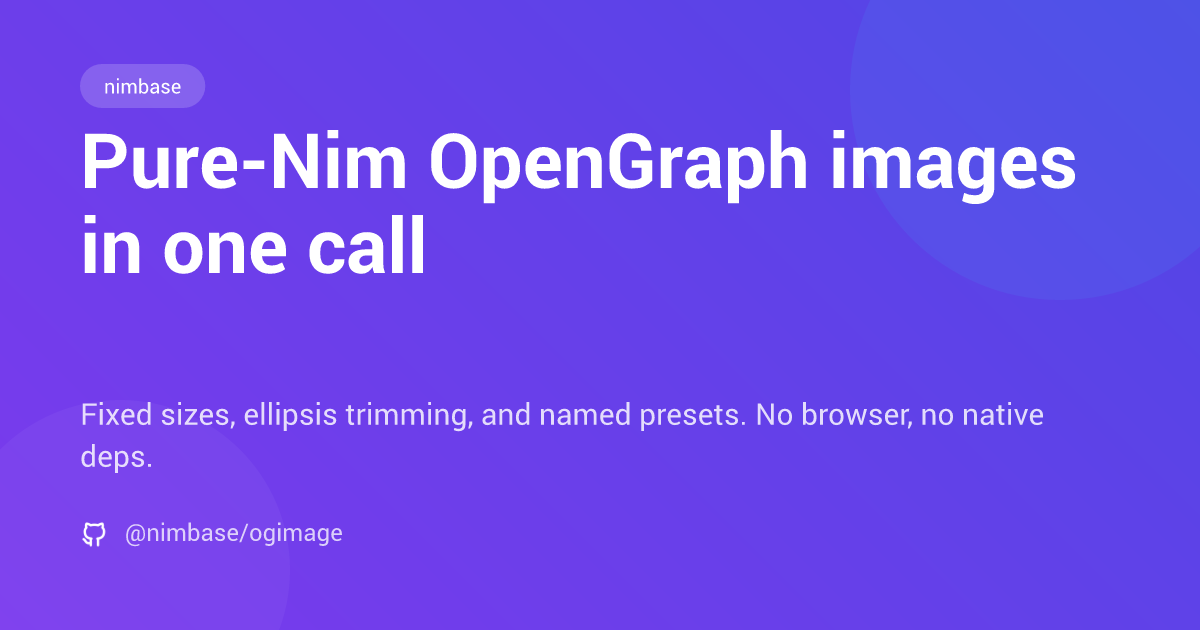 nimbase
Pure-Nim OpenGraph images
in one call
Fixed sizes, ellipsis trimming, and named presets. No browser, no native
deps.
@nimbase/ogimage